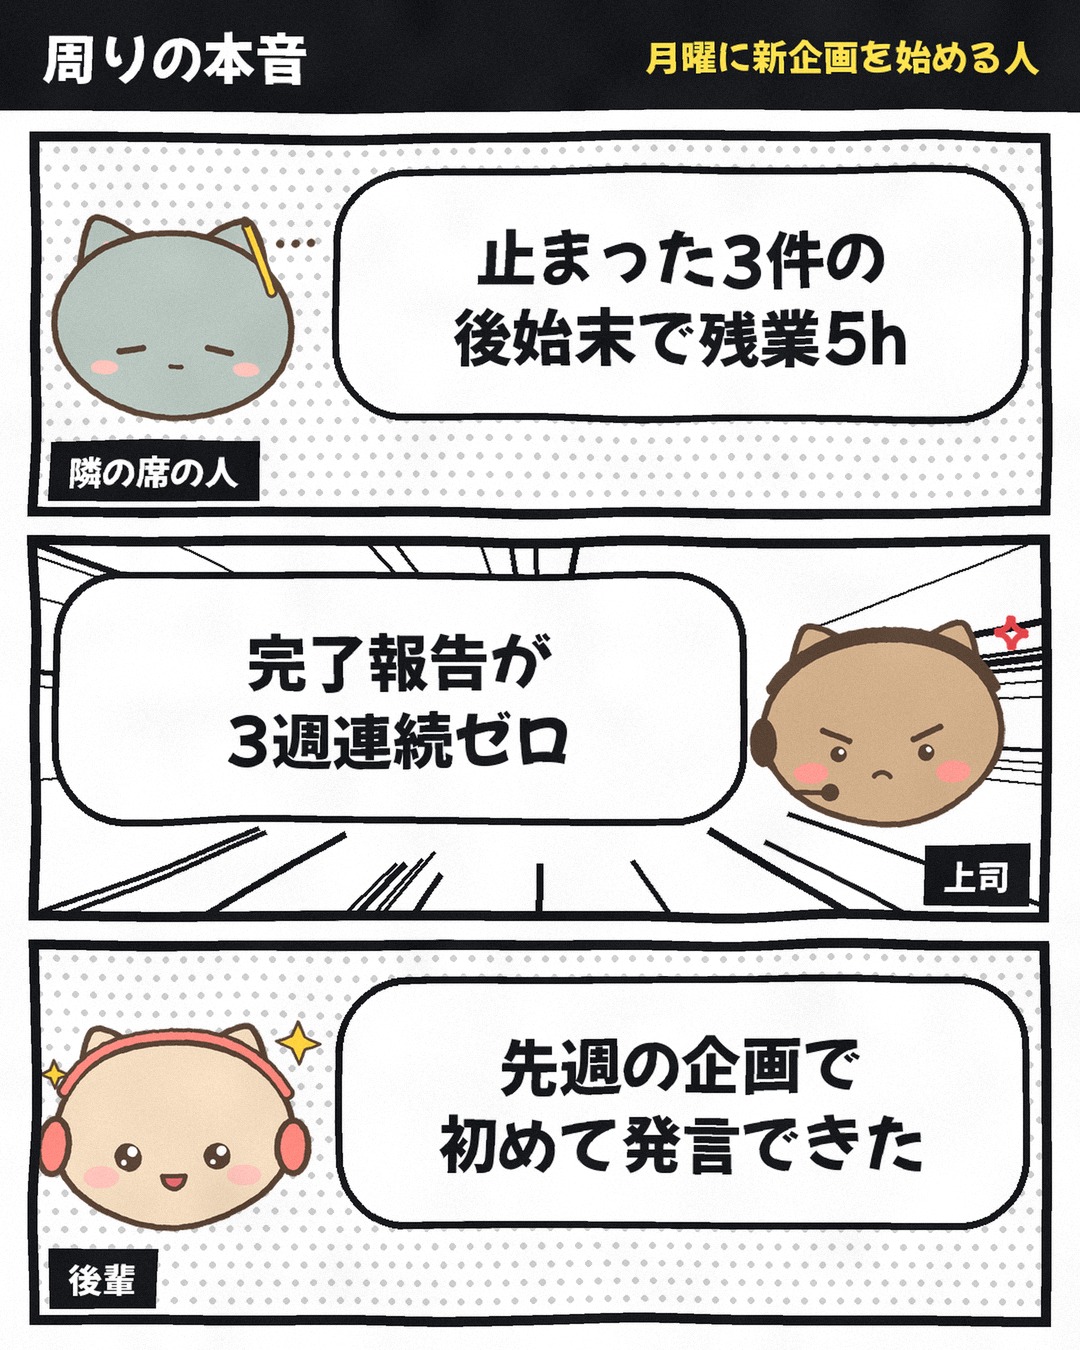 周りの本音
月曜に新企画を始める人
止まった3件の
後始末で残業5h
隣の席の人
完了報告が
3週連続ゼロ
上司
先週の企画で
初めて発言できた
後輩